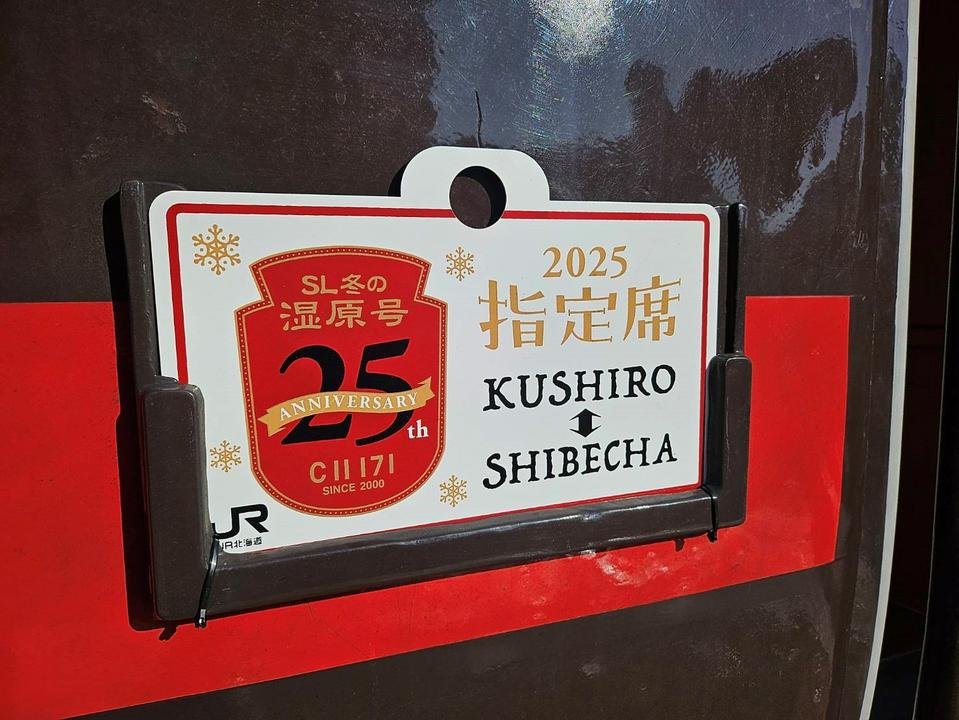 SL冬の
湿原号
25
ANNIVERSARY
th
C11 171
SINCE 2000
JR
JR北海道
2025
指定席
KUSHIRO
↕
SHIBECHA